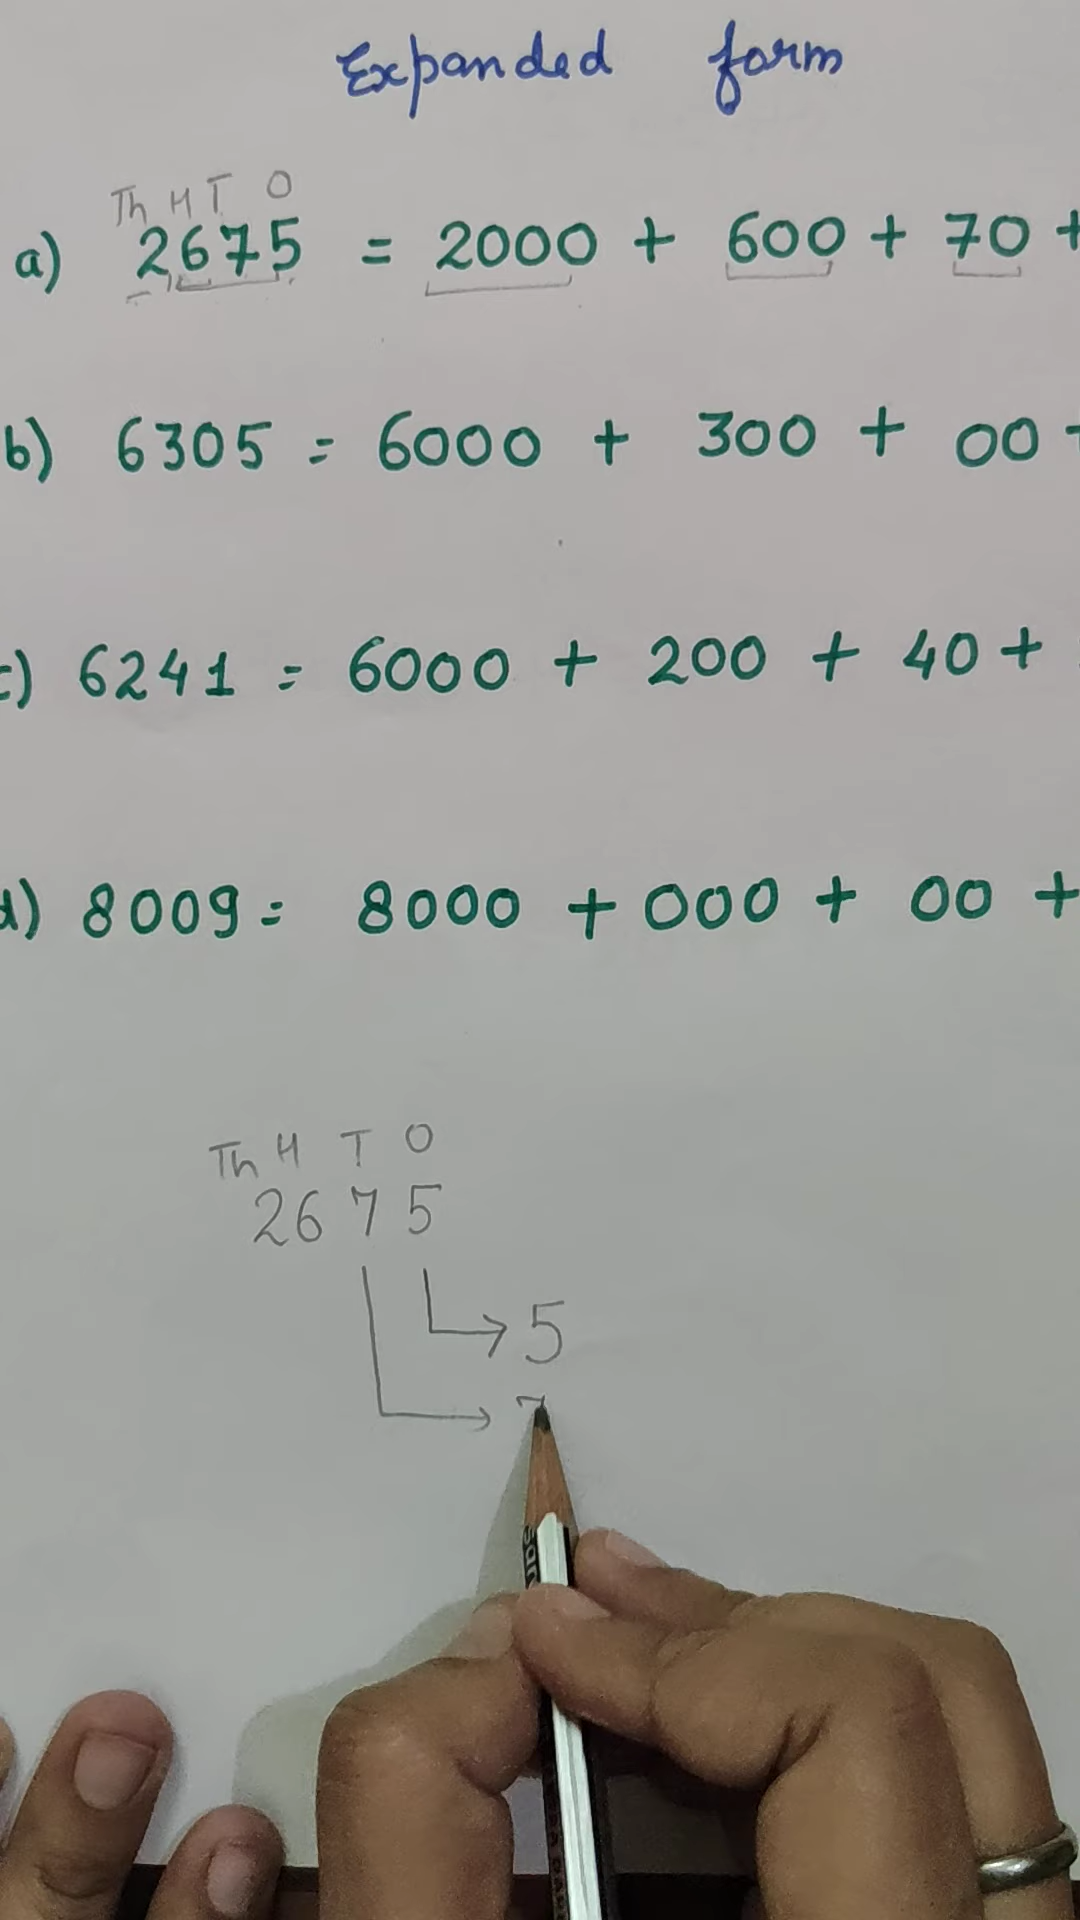 Expanded form
Th H T O
a) 2675 = 2000 + 600 + 70 +
b) 6305 = 6000 + 300 + 00 +
c) 6241 = 6000 + 200 + 40 +
d) 8009 = 8000 + 000 + 00 +
Th H T O
2675
5
7